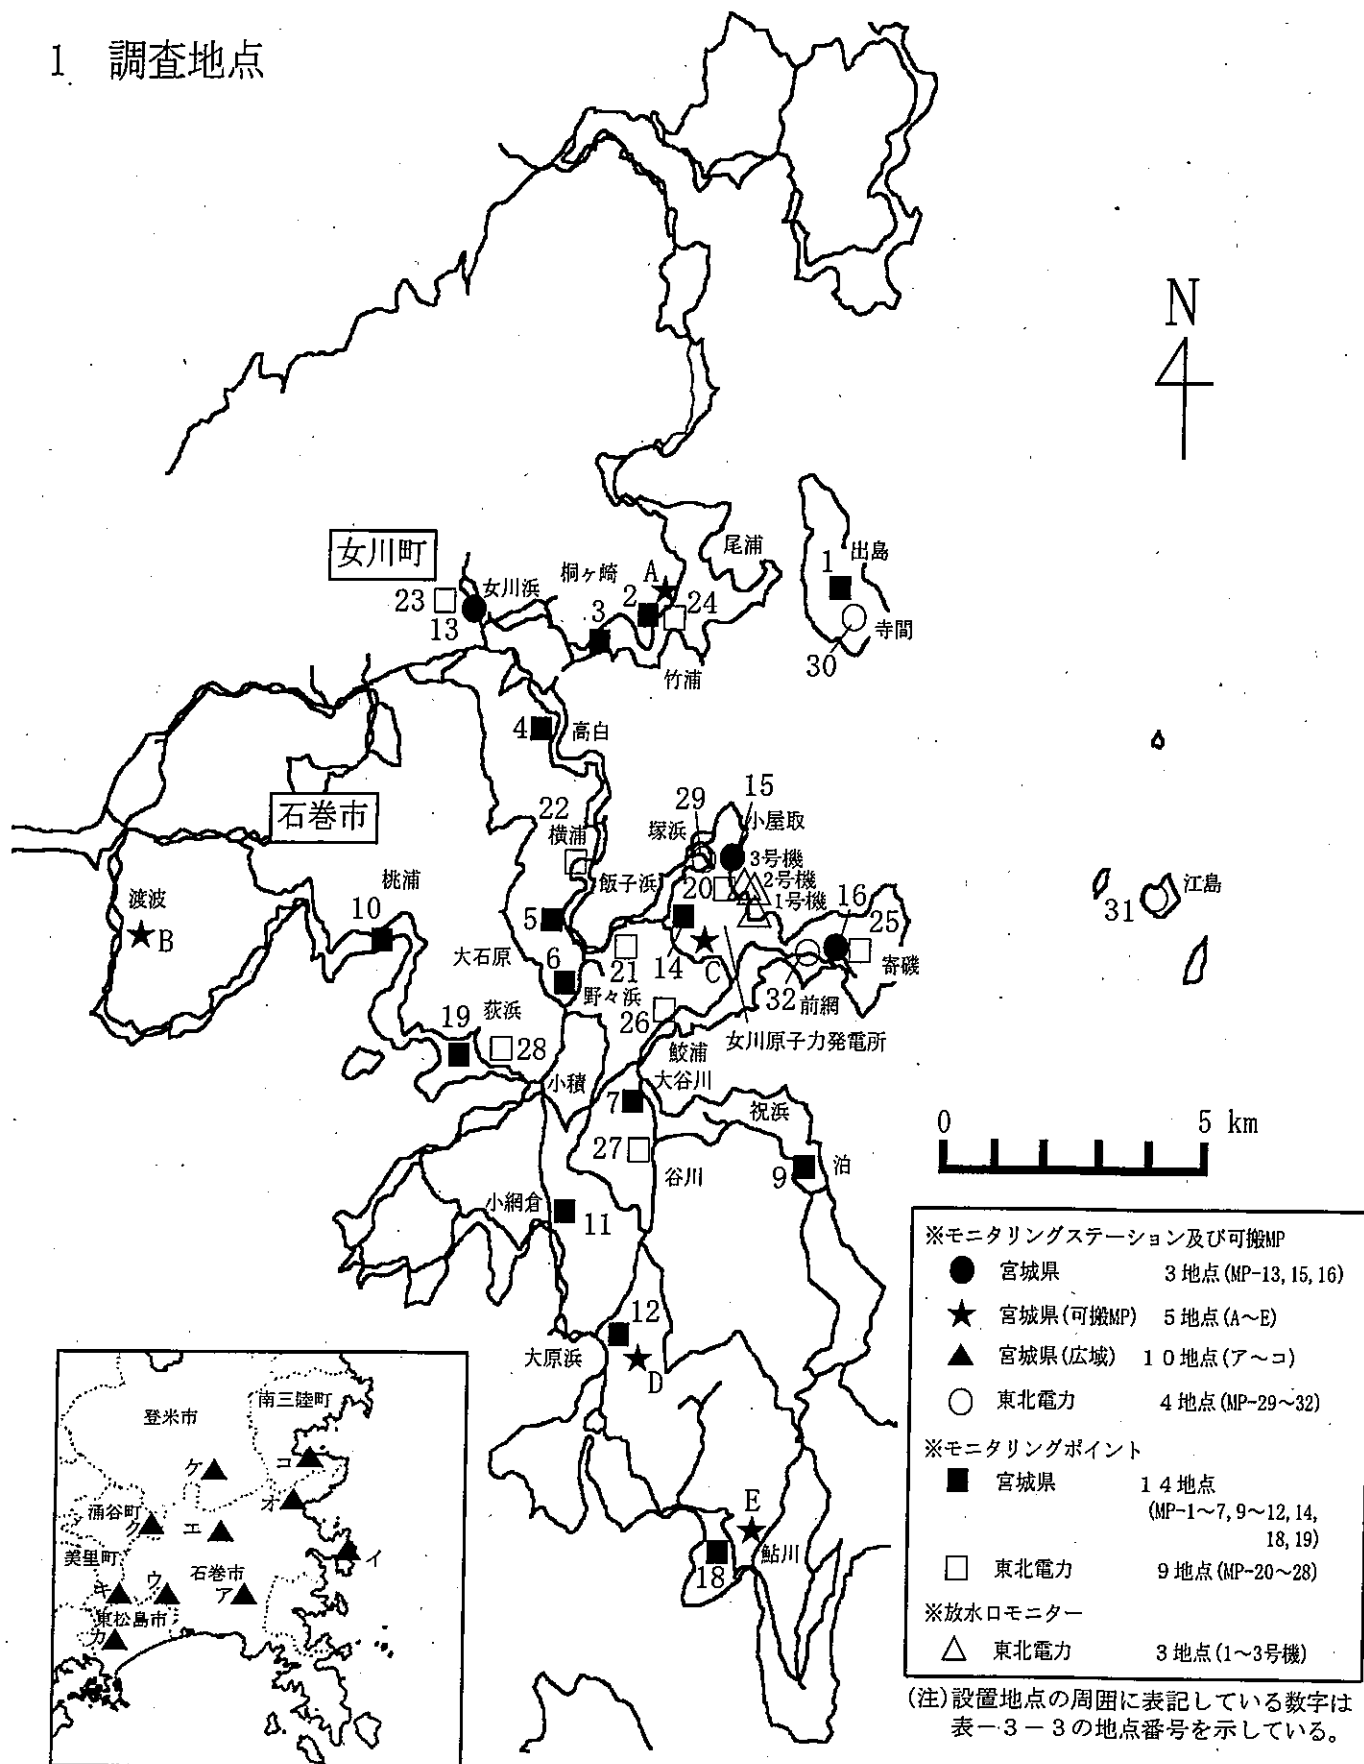 1 調査地点
N
女川町
23
13
女川浜
桐ヶ崎
A
2
3
24
尾浦
竹浦
1
出島
30
寺間
4
高白
石巻市
22
横浦
飯子浜
29
塚浜
15
小屋取
3号機
2号機
1号機
20
16
25
寄磯
31
江島
渡波
B
桃浦
10
5
大石原
6
野々浜
21
14
C
32
前網
26
鮫浦
女川原子力発電所
19
荻浜
28
小積
大谷川
7
27
谷川
祝浜
9
泊
小網倉
11
12
大原浜
D
E
鮎川
18
0 5 km
※モニタリングステーション及び可搬MP
宮城県 3地点(MP-13,15,16)
宮城県(可搬MP) 5地点(A～E)
宮城県(広域) 10地点(ア～コ)
東北電力 4地点(MP-29～32)
※モニタリングポイント
宮城県 14地点
(MP-1～7,9～12,14,
18,19)
東北電力 9地点(MP-20～28)
※放水口モニター
東北電力 3地点(1～3号機)
(注)設置地点の周囲に表記している数字は
表－3－3の地点番号を示している。
南三陸町
登米市
コ
ケ
オ
涌谷町
ク
エ
イ
美里町
石巻市
キ
ウ
ア
東松島市
カ